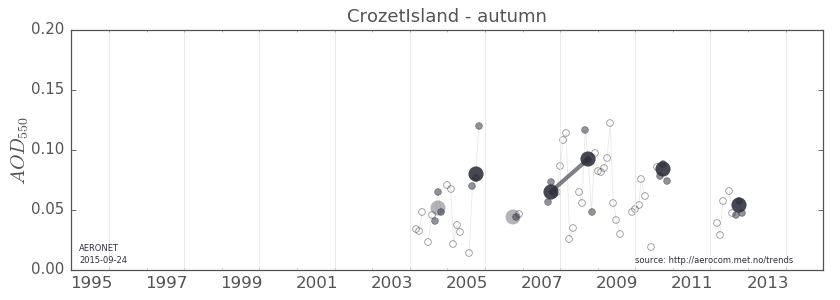 CrozetIsland - autumn
0.20
0.15
0.10
0.05
0.00
AOD550
AERONET
2015-09-24
source: http://aerocom.met.no/trends
1995 1997 1999 2001 2003 2005 2007 2009 2011 2013